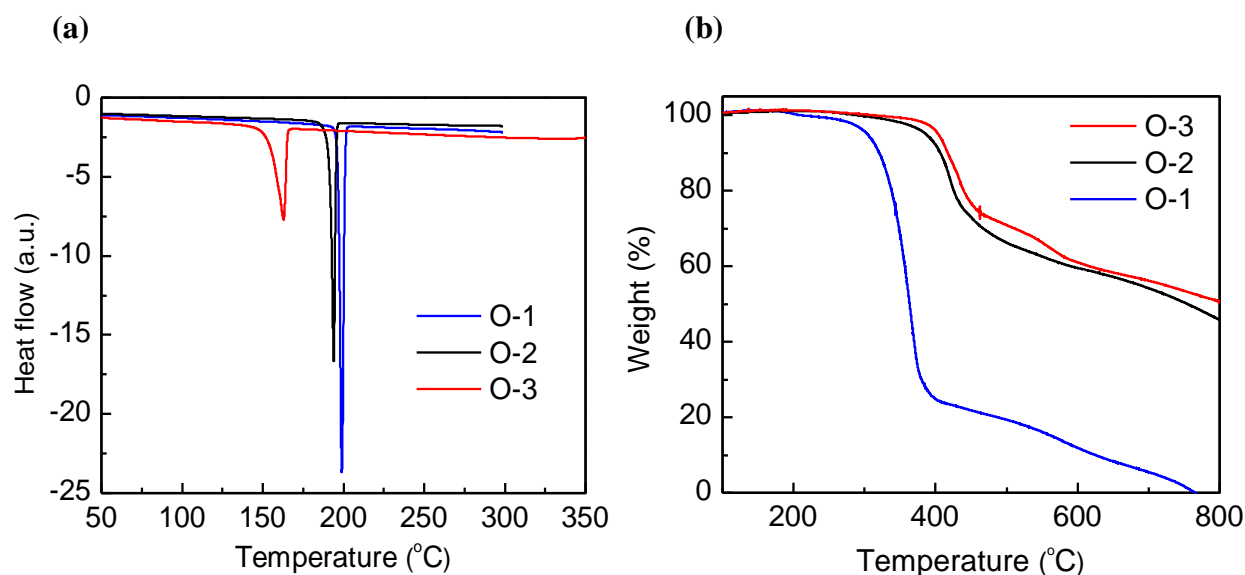 (a)
(b)
0
-5
-10
-15
-20
-25
50 100 150 200 250 300 350
Heat flow (a.u.)
Temperature (°C)
O-1
O-2
O-3
100
80
60
40
20
0
200 400 600 800
Weight (%)
Temperature (°C)
O-3
O-2
O-1